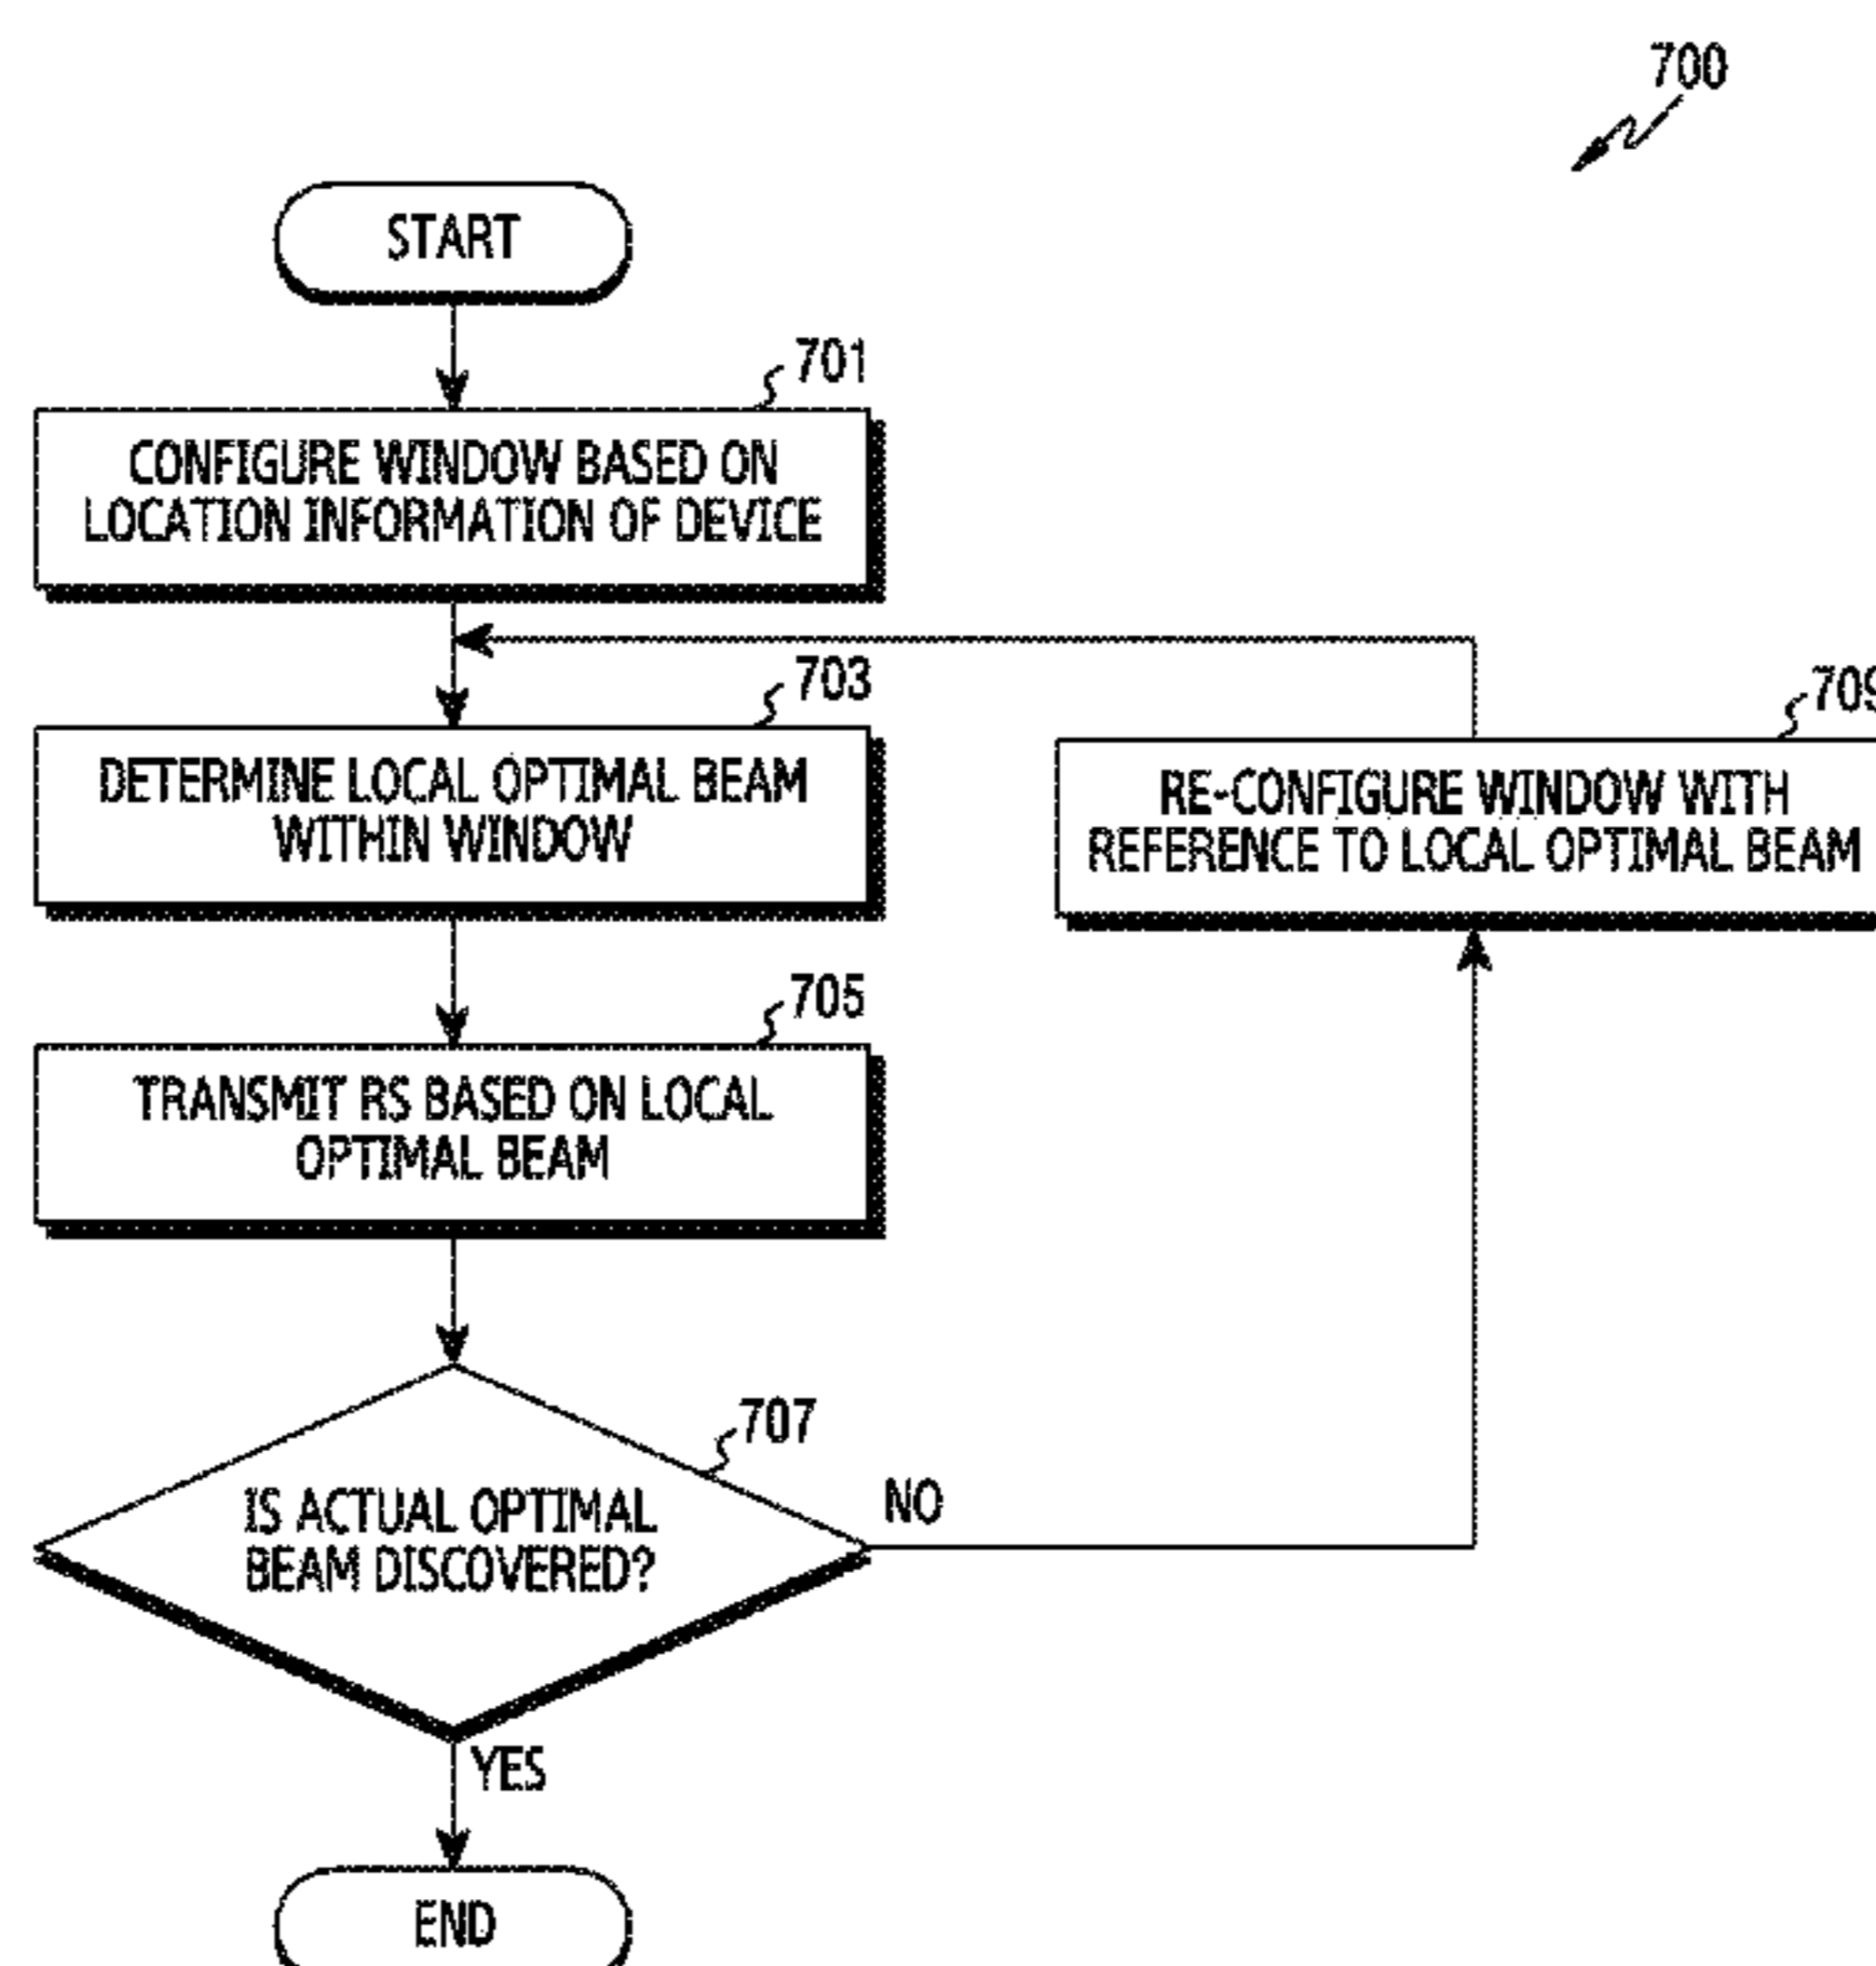 700
START
701
CONFIGURE WINDOW BASED ON
LOCATION INFORMATION OF DEVICE
703
DETERMINE LOCAL OPTIMAL BEAM
WITHIN WINDOW
709
RE-CONFIGURE WINDOW WITH
REFERENCE TO LOCAL OPTIMAL BEAM
705
TRANSMIT RS BASED ON LOCAL
OPTIMAL BEAM
707
IS ACTUAL OPTIMAL
BEAM DISCOVERED?
NO
YES
END